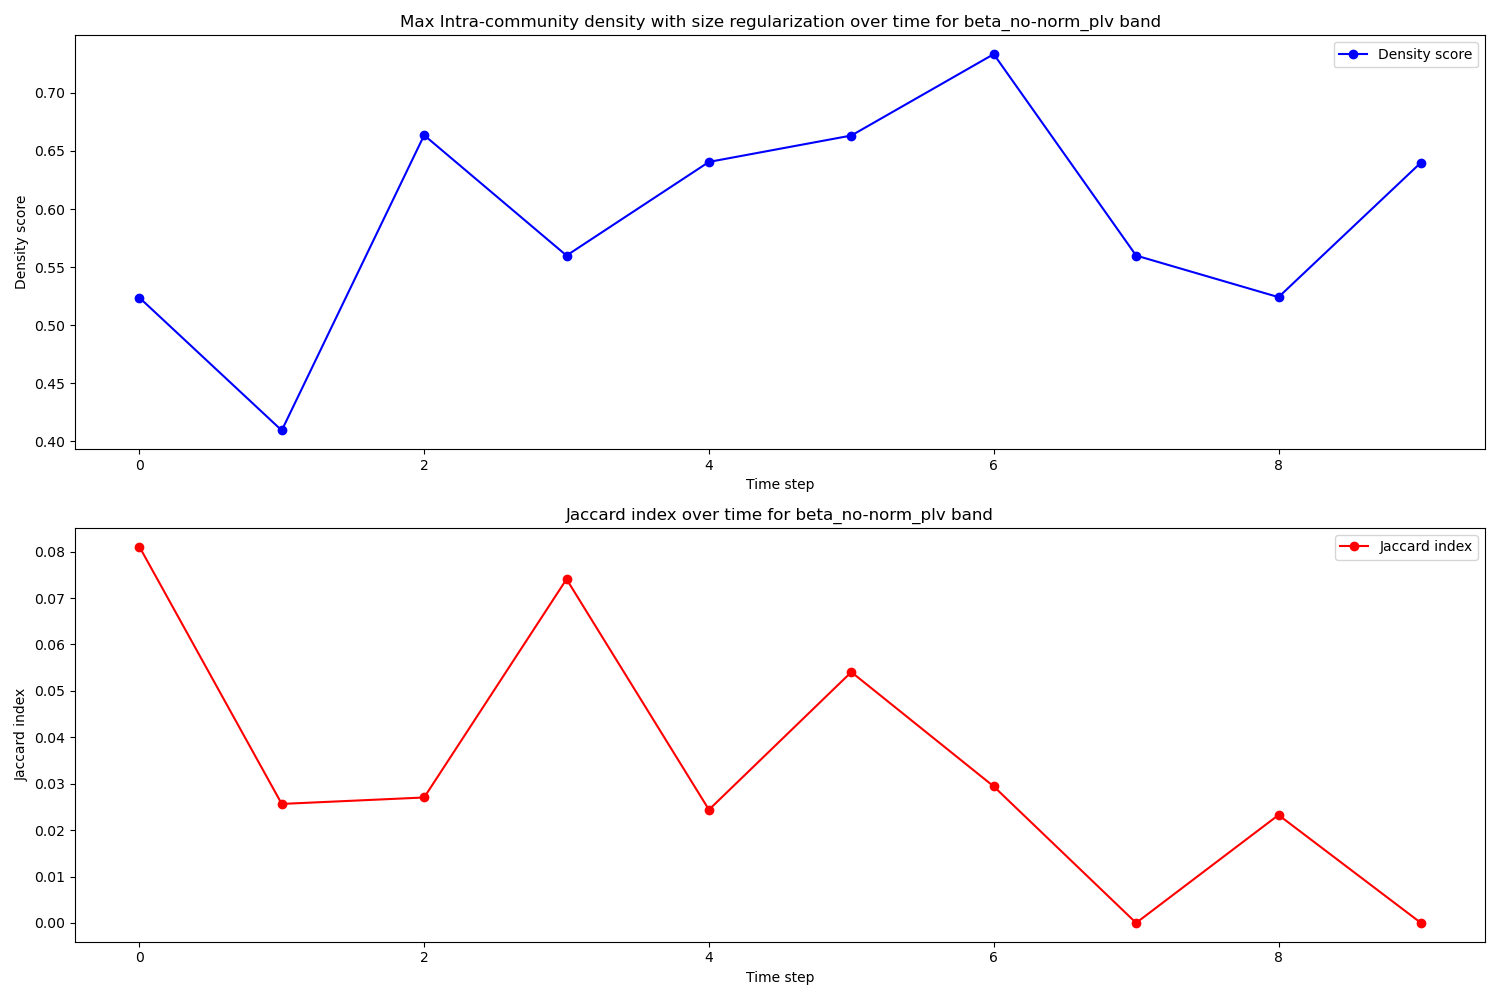 Max Intra-community density with size regularization over time for beta_no-norm_plv band
Density score
0.70
0.65
0.60
0.55
0.50
0.45
0.40
Density score
0 2 4 6 8
Time step
Jaccard index over time for beta_no-norm_plv band
Jaccard index
0.08
0.07
0.06
0.05
0.04
0.03
0.02
0.01
0.00
Jaccard index
0 2 4 6 8
Time step